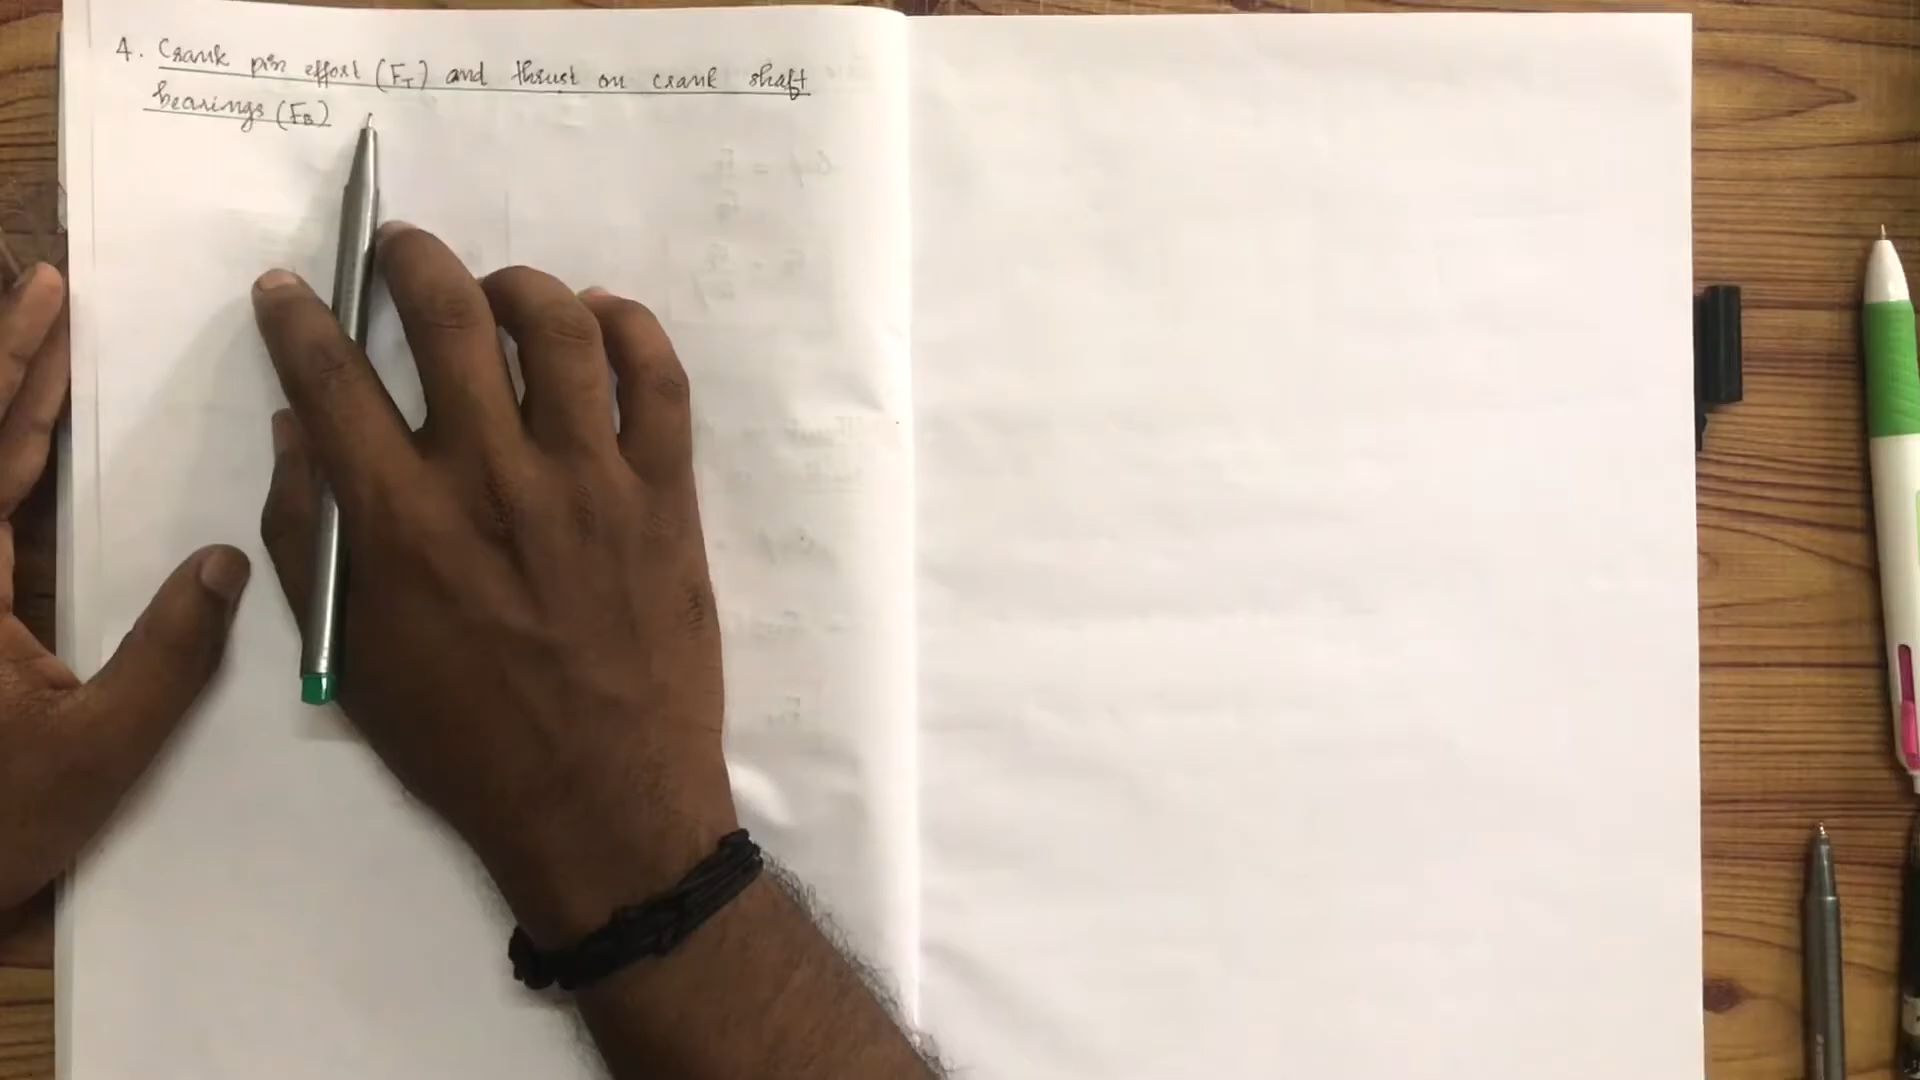 4. Crank pin effort (FT) and thrust on crank shaft
bearings (FB)